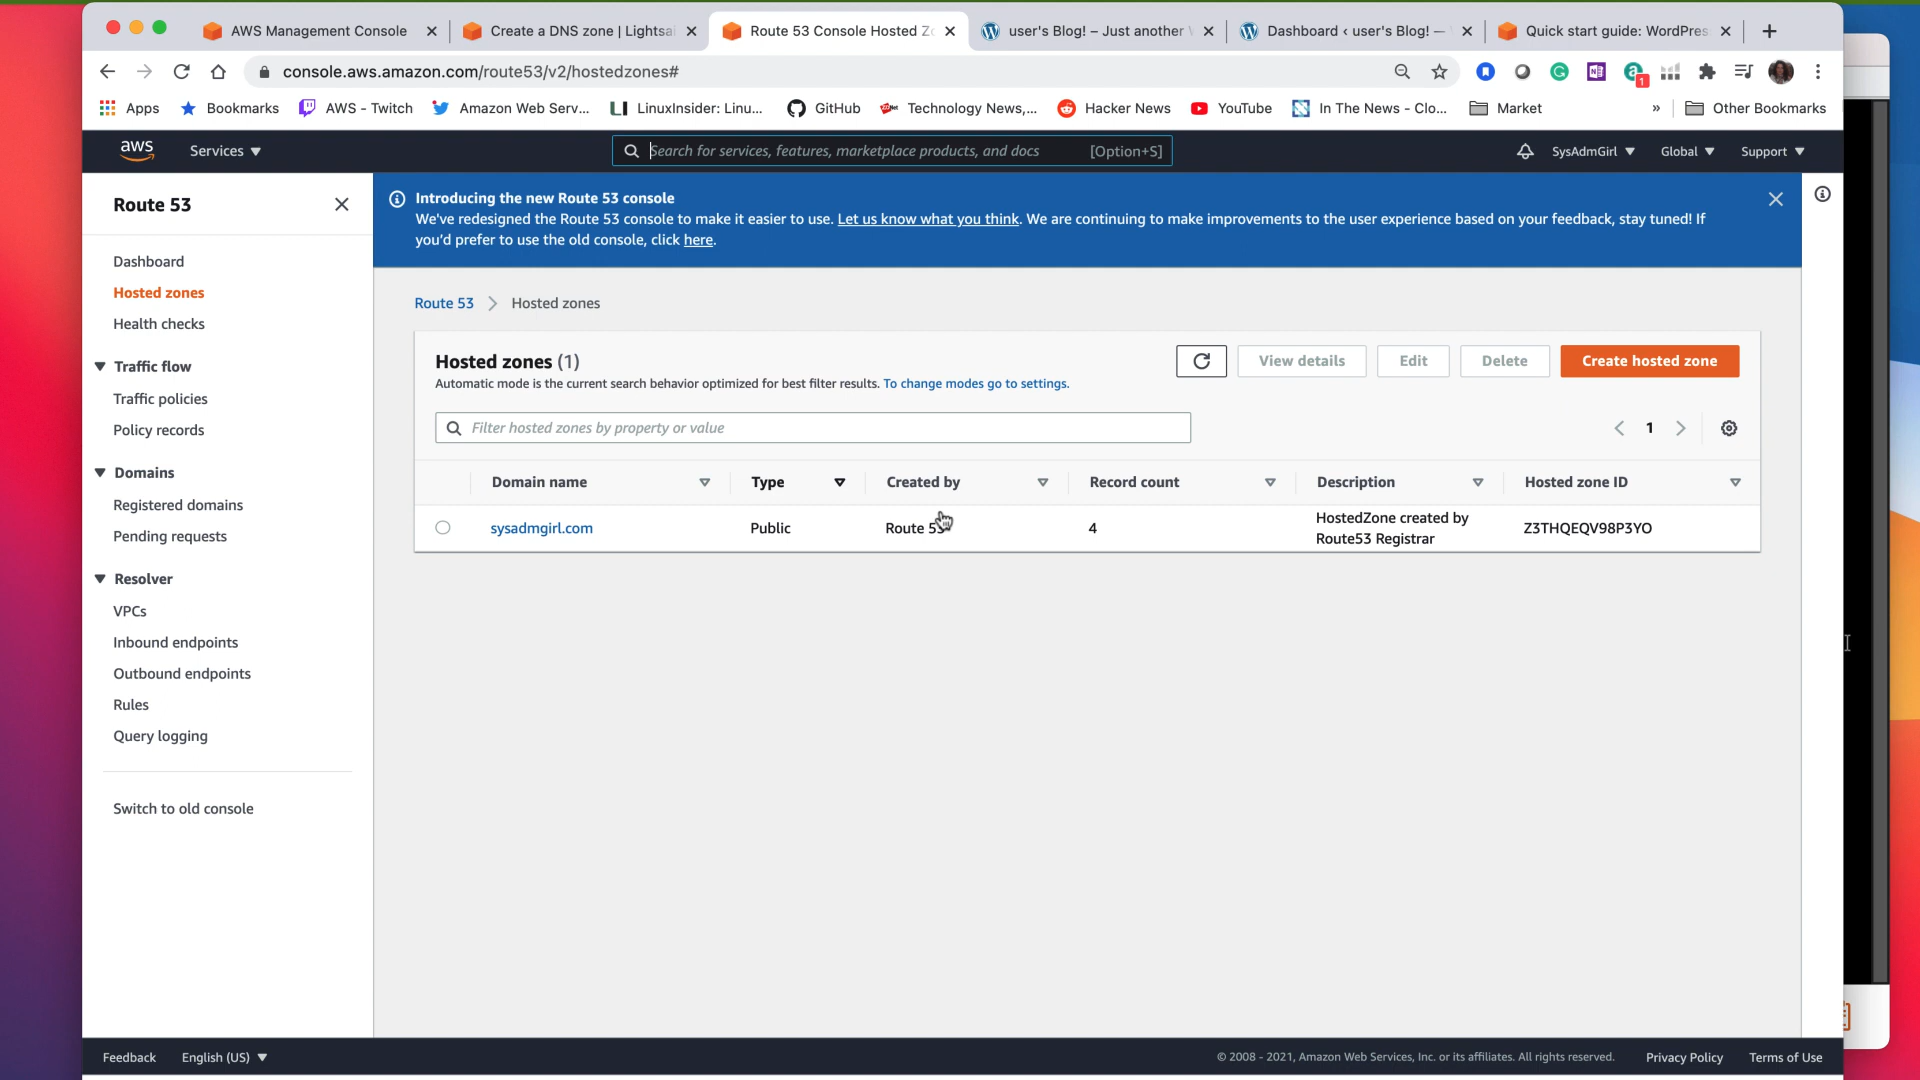 AWS Management Console
Create a DNS zone | Lightsai
Route 53 Console Hosted Zo
user's Blog! – Just another W
Dashboard ‹ user's Blog! —
Quick start guide: WordPres
console.aws.amazon.com/route53/v2/hostedzones#
1
Apps
Bookmarks
AWS - Twitch
Amazon Web Serv...
LinuxInsider: Linu...
GitHub
Technology News,...
Hacker News
YouTube
In The News - Clo...
Market
»
Other Bookmarks
aws
Services
Search for services, features, marketplace products, and docs
[Option+S]
SysAdmGirl
Global
Support
Route 53
Dashboard
Hosted zones
Health checks
Traffic flow
Traffic policies
Policy records
Domains
Registered domains
Pending requests
Resolver
VPCs
Inbound endpoints
Outbound endpoints
Rules
Query logging
Switch to old console
Introducing the new Route 53 console
We've redesigned the Route 53 console to make it easier to use. Let us know what you think. We are continuing to make improvements to the user experience based on your feedback, stay tuned! If
you'd prefer to use the old console, click here.
Route 53 > Hosted zones
Hosted zones (1)
Automatic mode is the current search behavior optimized for best filter results. To change modes go to settings.
View details
Edit
Delete
Create hosted zone
Filter hosted zones by property or value
1
Domain name
Type
Created by
Record count
Description
Hosted zone ID
sysadmgirl.com
Public
Route 53
4
HostedZone created by
Route53 Registrar
Z3THQEQV98P3YO
Feedback
English (US)
© 2008 - 2021, Amazon Web Services, Inc. or its affiliates. All rights reserved.
Privacy Policy
Terms of Use